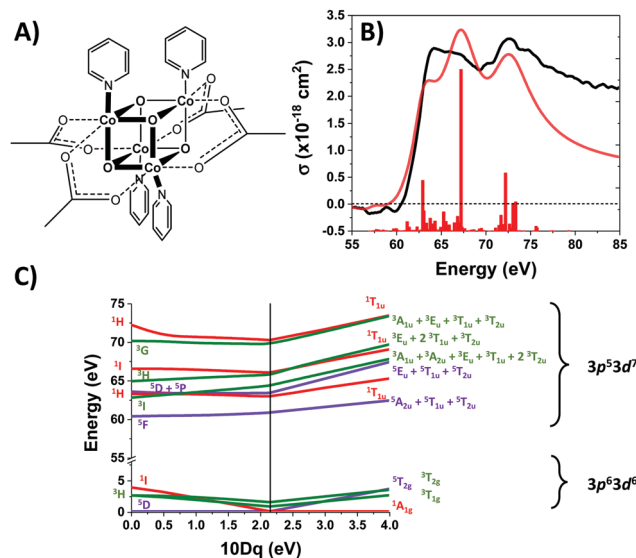 A)
N
N
O
O
O
O
Co
O
Co
O
O
O
Co
O
O
Co
O
O
N
N
B)
σ (x10⁻¹⁸ cm²)
3.5
3.0
2.5
2.0
1.5
1.0
0.5
0.0
-0.5
55 60 65 70 75 80 85
Energy (eV)
C)
Energy (eV)
75
70
65
60
55
5
0
¹H
³G
¹I
³H
⁵D + ⁵P
¹H
³I
⁵F
¹I
³H
⁵D
¹T₁ᵤ
³A₁ᵤ + ³Eᵤ + ³T₁ᵤ + ³T₂ᵤ
¹T₁ᵤ
³Eᵤ + 2 ³T₁ᵤ + ³T₂ᵤ
³A₁ᵤ + ³A₂ᵤ + ³Eᵤ + ³T₁ᵤ + 2 ³T₂ᵤ
⁵Eᵤ + ⁵T₁ᵤ + ⁵T₂ᵤ
¹T₁ᵤ
⁵A₂ᵤ + ⁵T₁ᵤ + ⁵T₂ᵤ
3p⁵3d⁷
⁵T₂g ³T₂g
³T₁g
¹A₁g
3p⁶3d⁶
0.0 0.5 1.0 1.5 2.0 2.5 3.0 3.5 4.0
10Dq (eV)